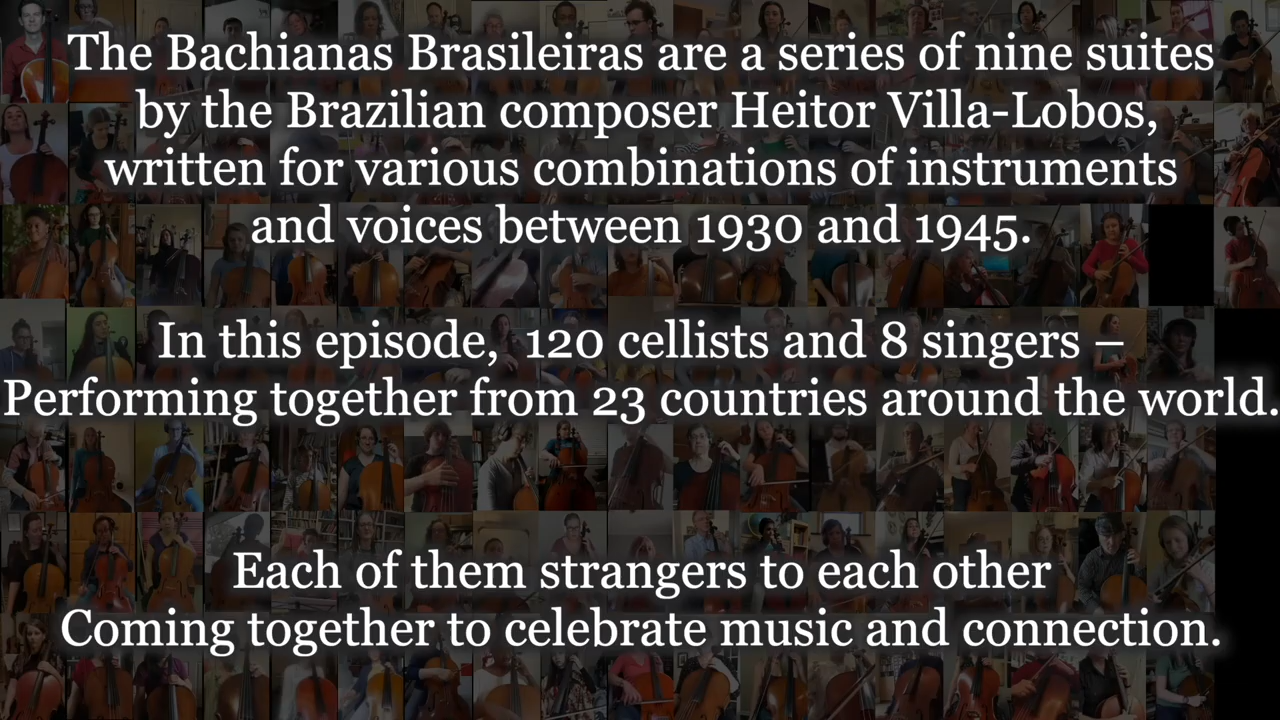 The Bachianas Brasileiras are a series of nine suites
by the Brazilian composer Heitor Villa-Lobos,
written for various combinations of instruments
and voices between 1930 and 1945.
In this episode,  120 cellists and 8 singers –
Performing together from 23 countries around the world.
Each of them strangers to each other
Coming together to celebrate music and connection.